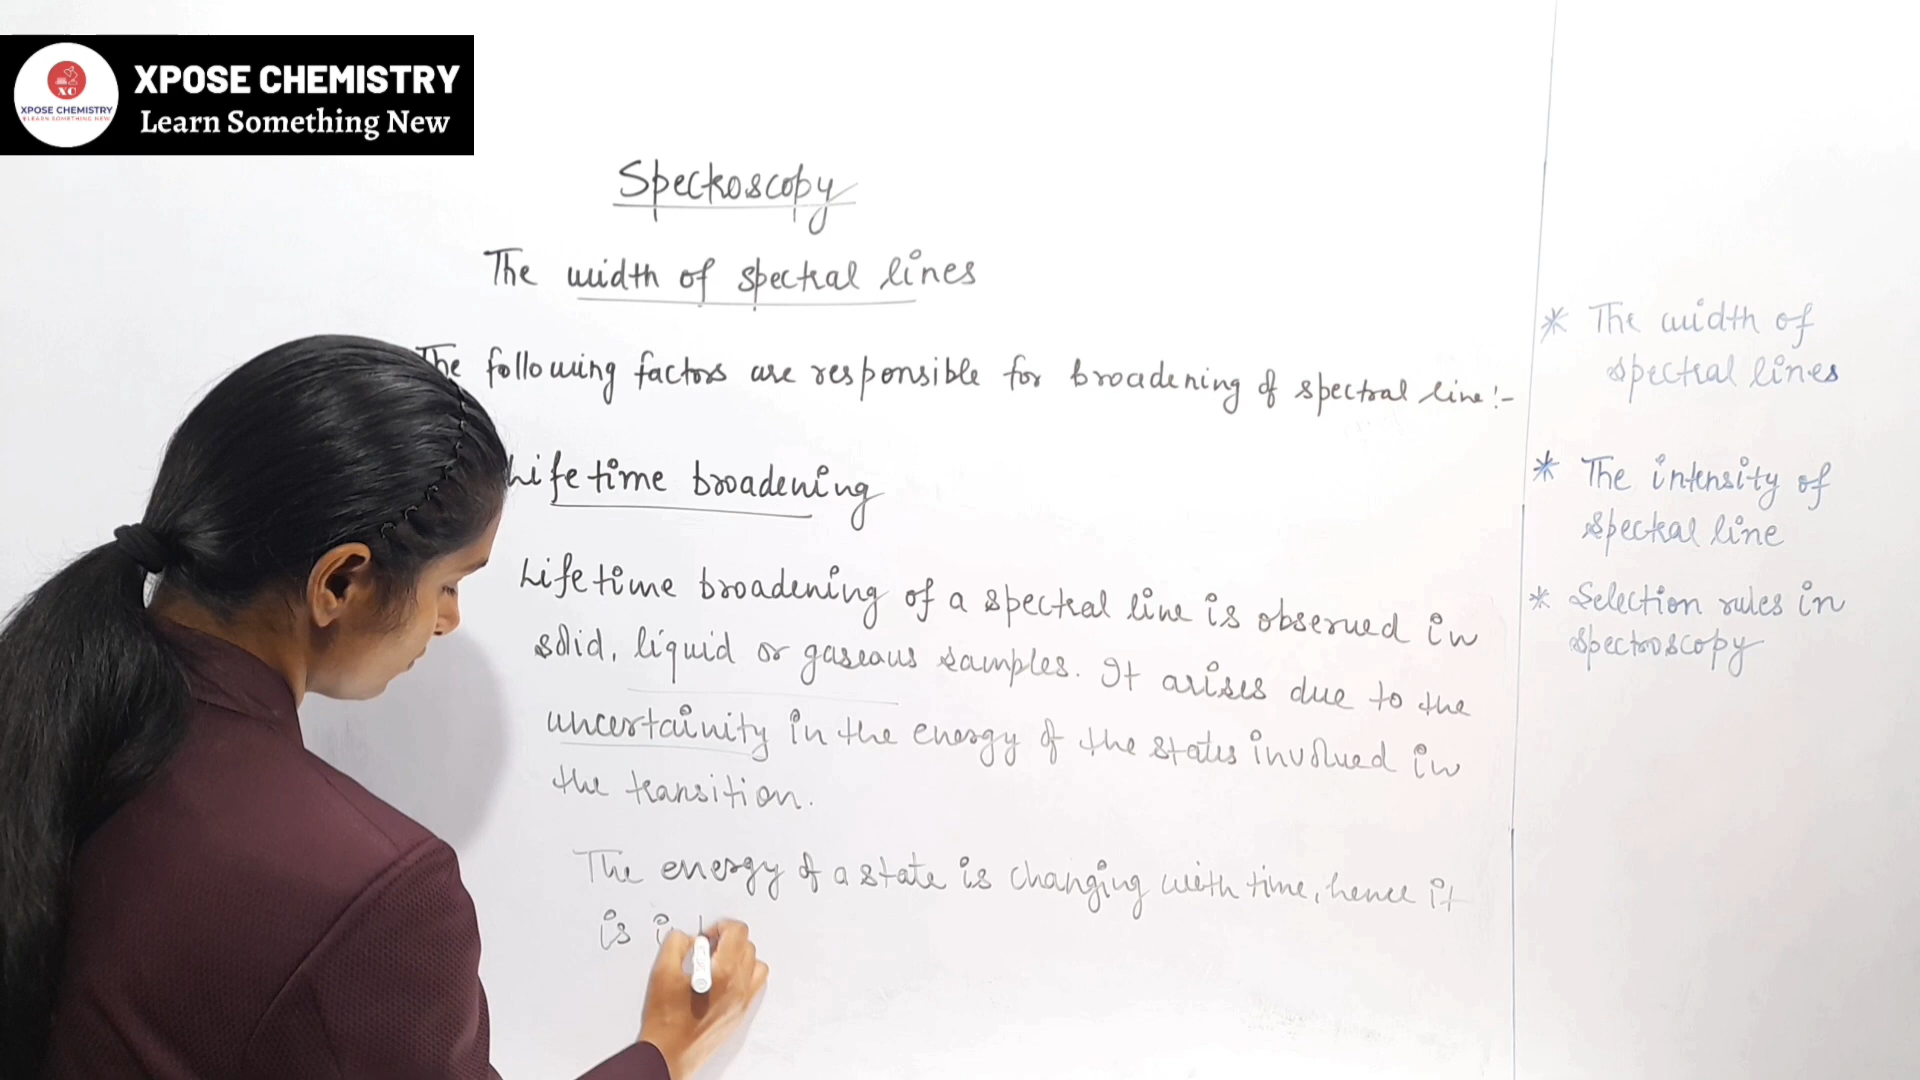 XPOSE CHEMISTRY
Learn Something New
XC
XPOSE CHEMISTRY
LEARN SOMETHING NEW
Spectroscopy
The width of spectral lines
The following factors are responsible for broadening of spectral line:-
Lifetime broadening
Lifetime broadening of a spectral line is observed in
solid, liquid or gaseous samples. It arises due to the
uncertainity in the energy of the states involved in
the transition.
The energy of a state is changing with time, hence it
is
* The width of
spectral lines
* The intensity of
spectral line
* Selection rules in
spectroscopy